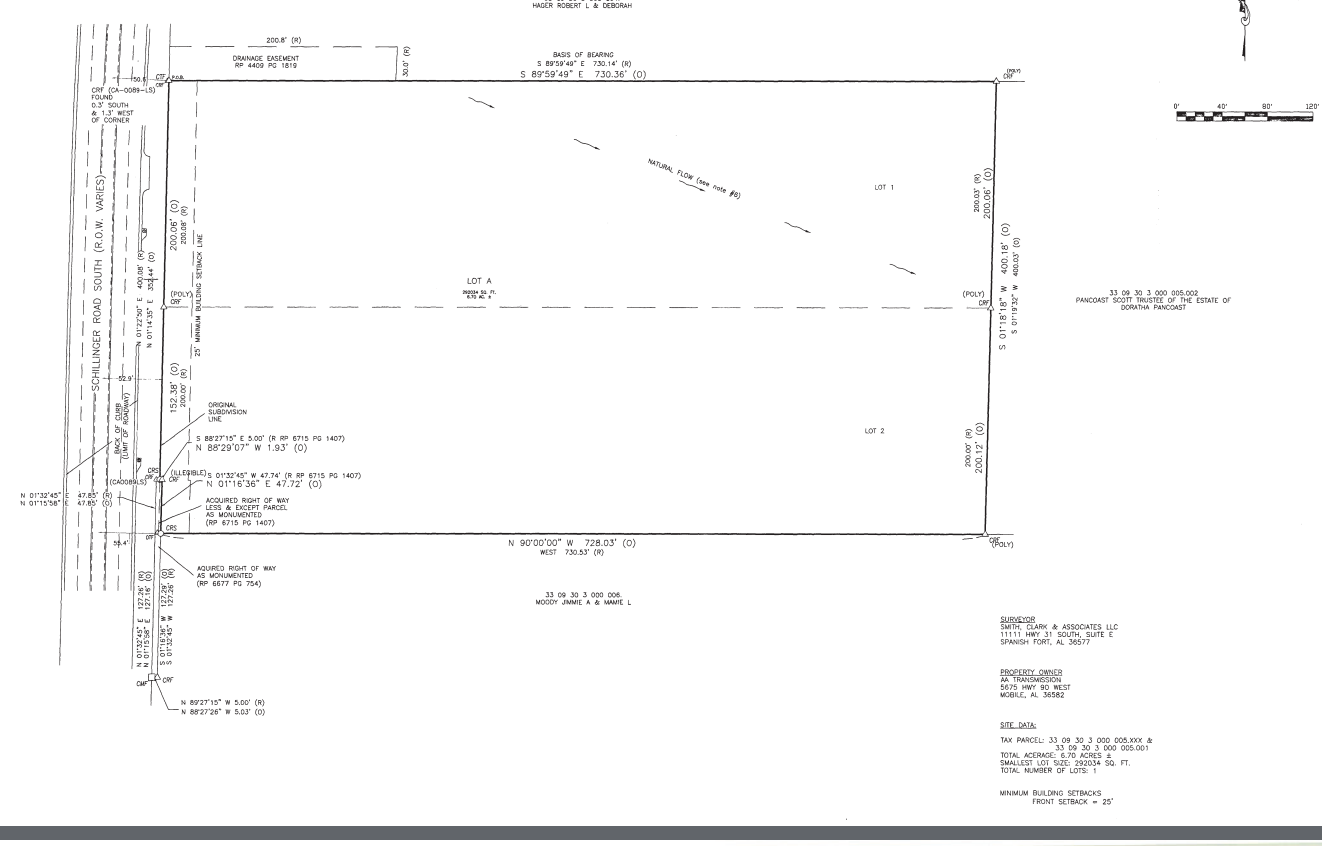 HAGER ROBERT L & DEBORAH
200.8' (R)
DRAINAGE EASEMENT
RP 4409 PG 1819
30.0' (R)
BASIS OF BEARING
S 89°59'49" E 730.14' (R)
S 89°59'49" E 730.36' (O)
(POLY)
CRF
50.6'
CTF
P.O.B.
CRF
CRF (CA-0089-LS)
FOUND
0.3' SOUTH
& 1.3' WEST
OF CORNER
0' 40' 80' 120'
NATURAL FLOW (see note #8)
LOT 1
200.03' (R)
200.06' (O)
S 01°18'18" W 400.18' (O)
S 01°19'32" W 400.03' (O)
SCHILLINGER ROAD SOUTH (R.O.W. VARIES)
200.06' (O)
200.08' (R)
N 01°22'50" E 400.08' (R)
N 01°14'35" E 352.44' (O)
25' MINIMUM BUILDING SETBACK LINE
LOT A
292034 SQ. FT.
6.70 AC. ±
(POLY)
CRF
(POLY)
CRF
33 09 30 3 000 005.002
PANCOAST SCOTT TRUSTEE OF THE ESTATE OF
DORATHA PANCOAST
52.9'
152.38' (O)
200.00' (R)
BACK OF CURB
(LIMIT OF ROADWAY)
ORIGINAL
SUBDIVISION
LINE
LOT 2
200.00' (R)
200.12' (O)
S 88°27'15" E 5.00' (R RP 6715 PG 1407)
N 88°29'07" W 1.93' (O)
CRS
CRF
(ILLEGIBLE)
CRF
(CA0089LS)
S 01°32'45" W 47.74' (R RP 6715 PG 1407)
N 01°16'36" E 47.72' (O)
N 01°32'45" E 47.85' (R)
N 01°15'58" E 47.85' (O)
ACQUIRED RIGHT OF WAY
LESS & EXCEPT PARCEL
AS MONUMENTED
(RP 6715 PG 1407)
CRS
55.4'
OTF
N 90°00'00" W 728.03' (O)
WEST 730.53' (R)
CRF
(POLY)
AQUIRED RIGHT OF WAY
AS MONUMENTED
(RP 6677 PG 754)
N 01°32'45" E 127.26' (R)
N 01°15'58" E 127.16' (O)
S 01°16'36" W 127.29' (O)
S 01°32'45" W 127.26' (R)
33 09 30 3 000 006.
MOODY JIMMIE A & MAMIE L
CMF
CRF
N 89°27'15" W 5.00' (R)
N 88°27'26" W 5.03' (O)
SURVEYOR
SMITH, CLARK & ASSOCIATES LLC
11111 HWY 31 SOUTH, SUITE E
SPANISH FORT, AL 36577
PROPERTY OWNER
AA TRANSMISSION
5675 HWY 90 WEST
MOBILE, AL 36582
SITE DATA:
TAX PARCEL: 33 09 30 3 000 005.XXX &
33 09 30 3 000 005.001
TOTAL ACERAGE: 6.70 ACRES ±
SMALLEST LOT SIZE: 292034 SQ. FT.
TOTAL NUMBER OF LOTS: 1
MINIMUM BUILDING SETBACKS
FRONT SETBACK = 25'